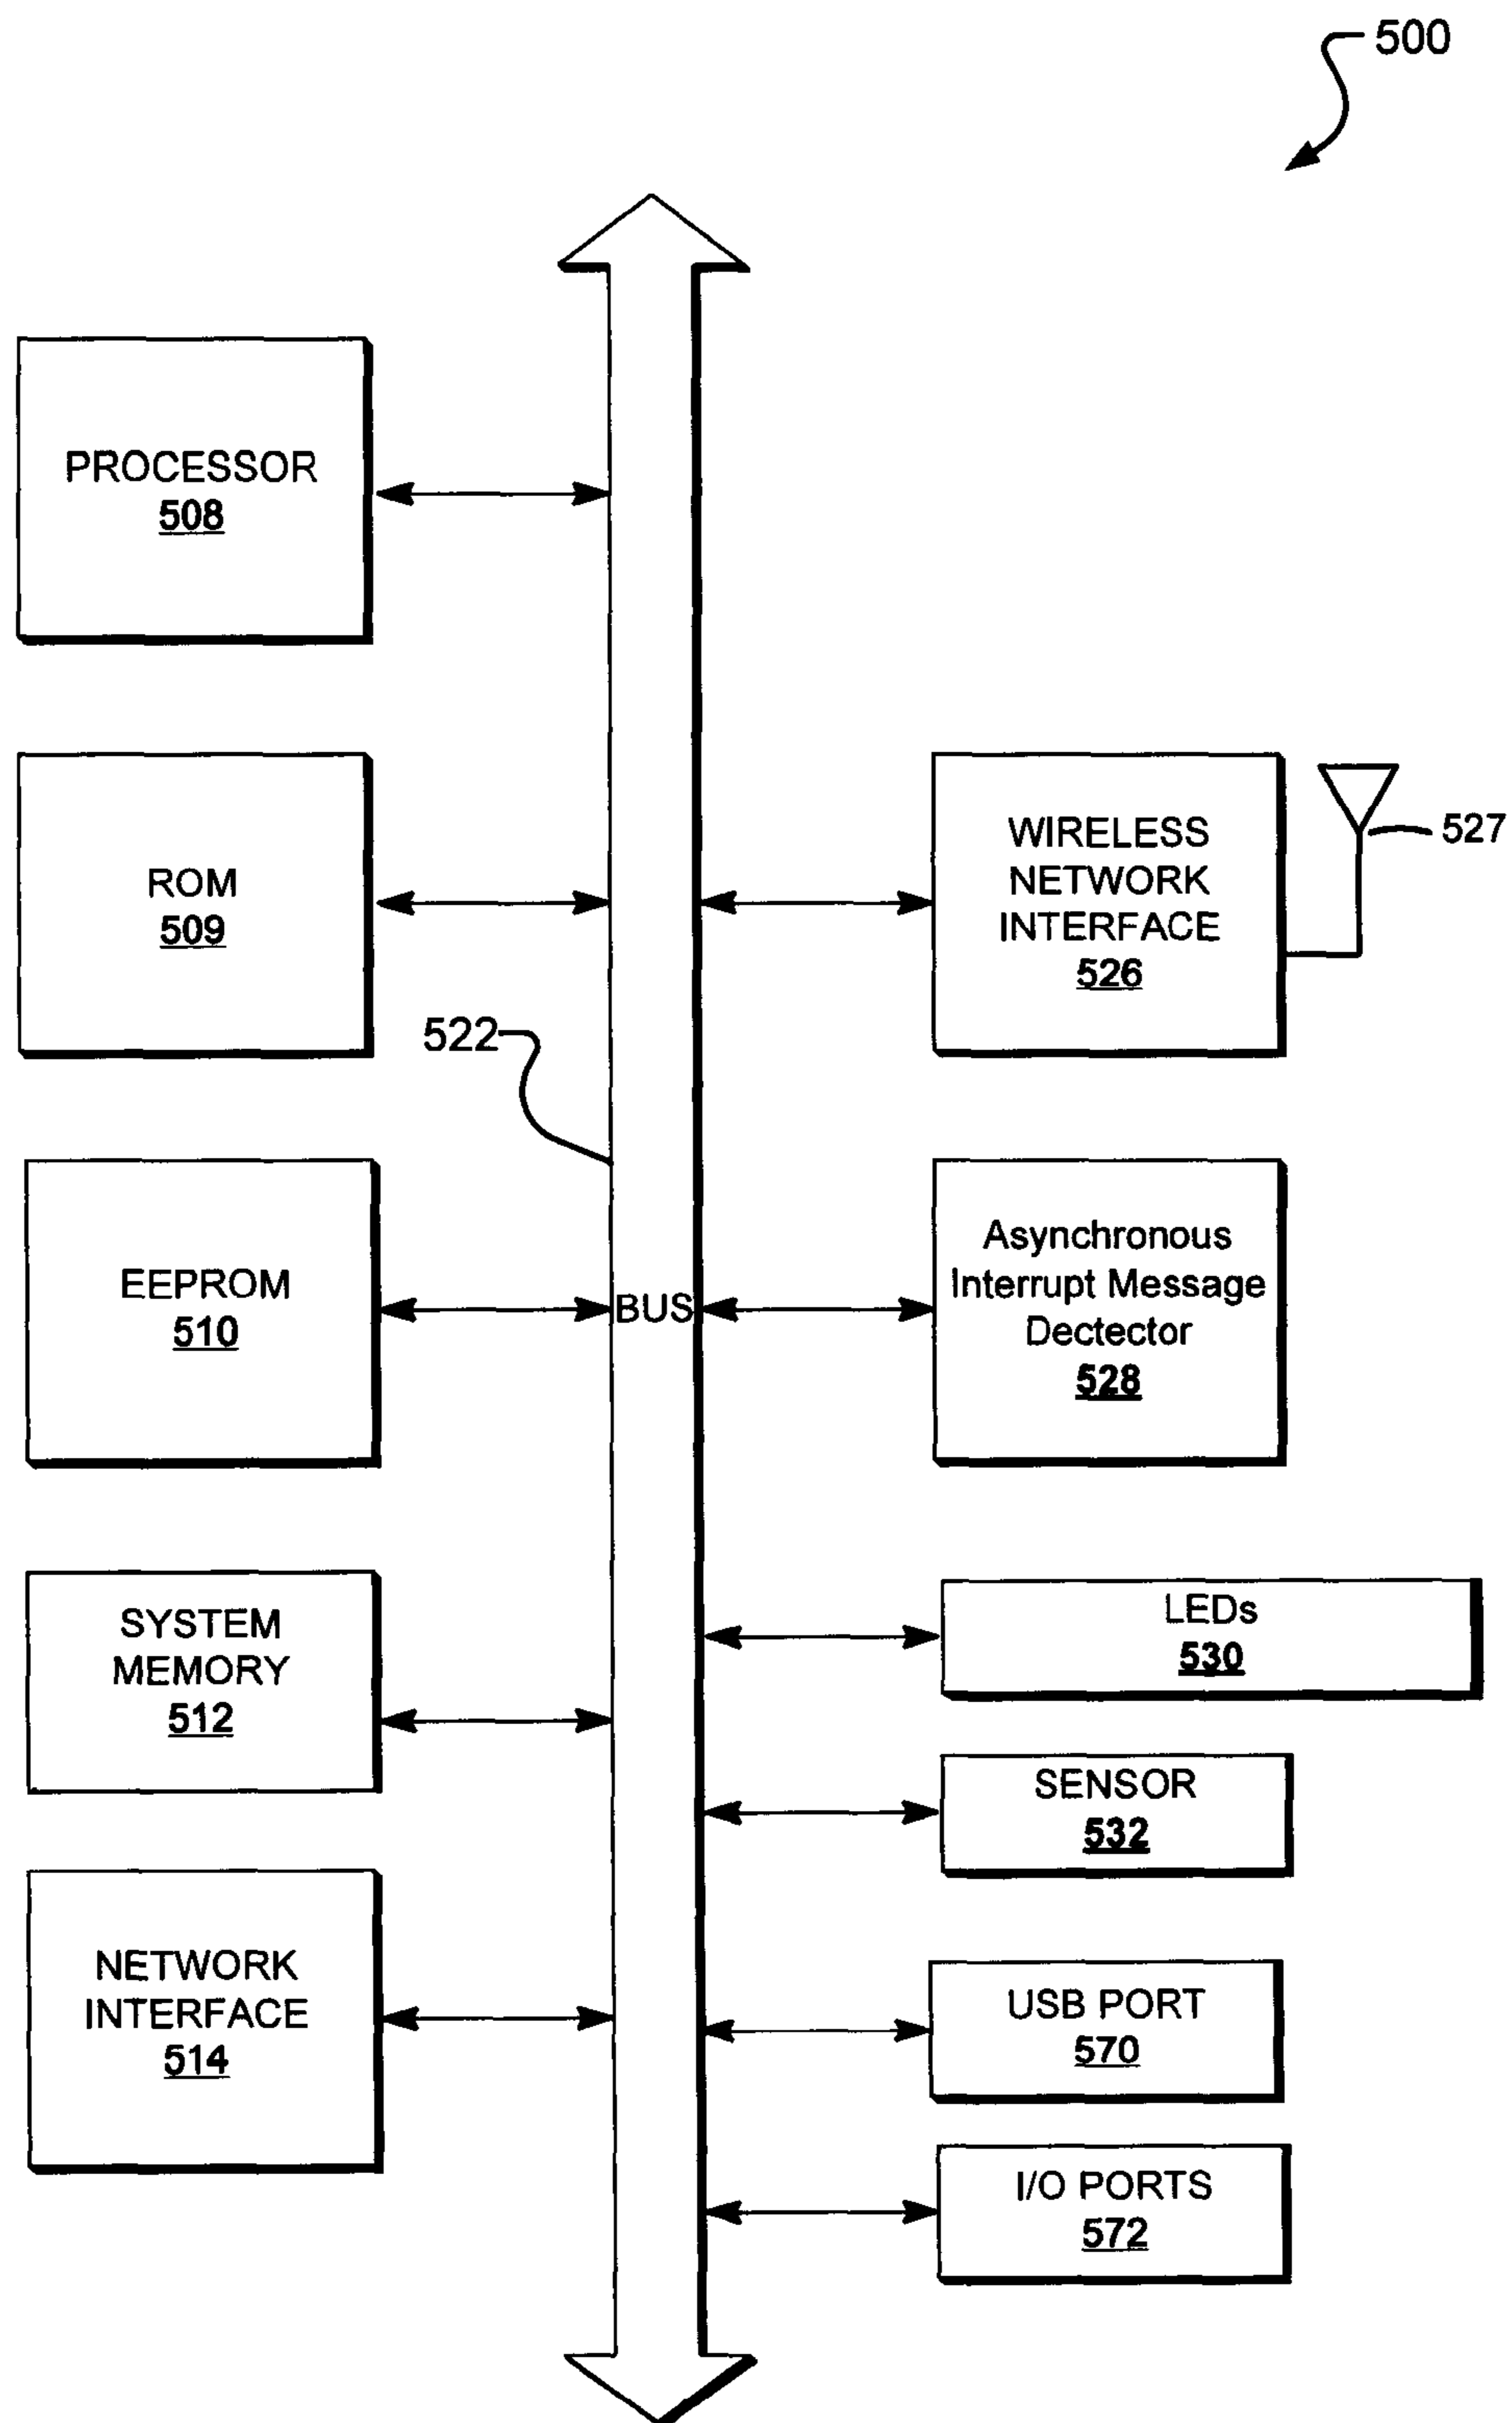 500
PROCESSOR
508
ROM
509
WIRELESS
NETWORK
INTERFACE
526
527
522
EEPROM
510
BUS
Asynchronous
Interrupt Message
Dectector
528
SYSTEM
MEMORY
512
LEDs
530
SENSOR
532
NETWORK
INTERFACE
514
USB PORT
570
I/O PORTS
572